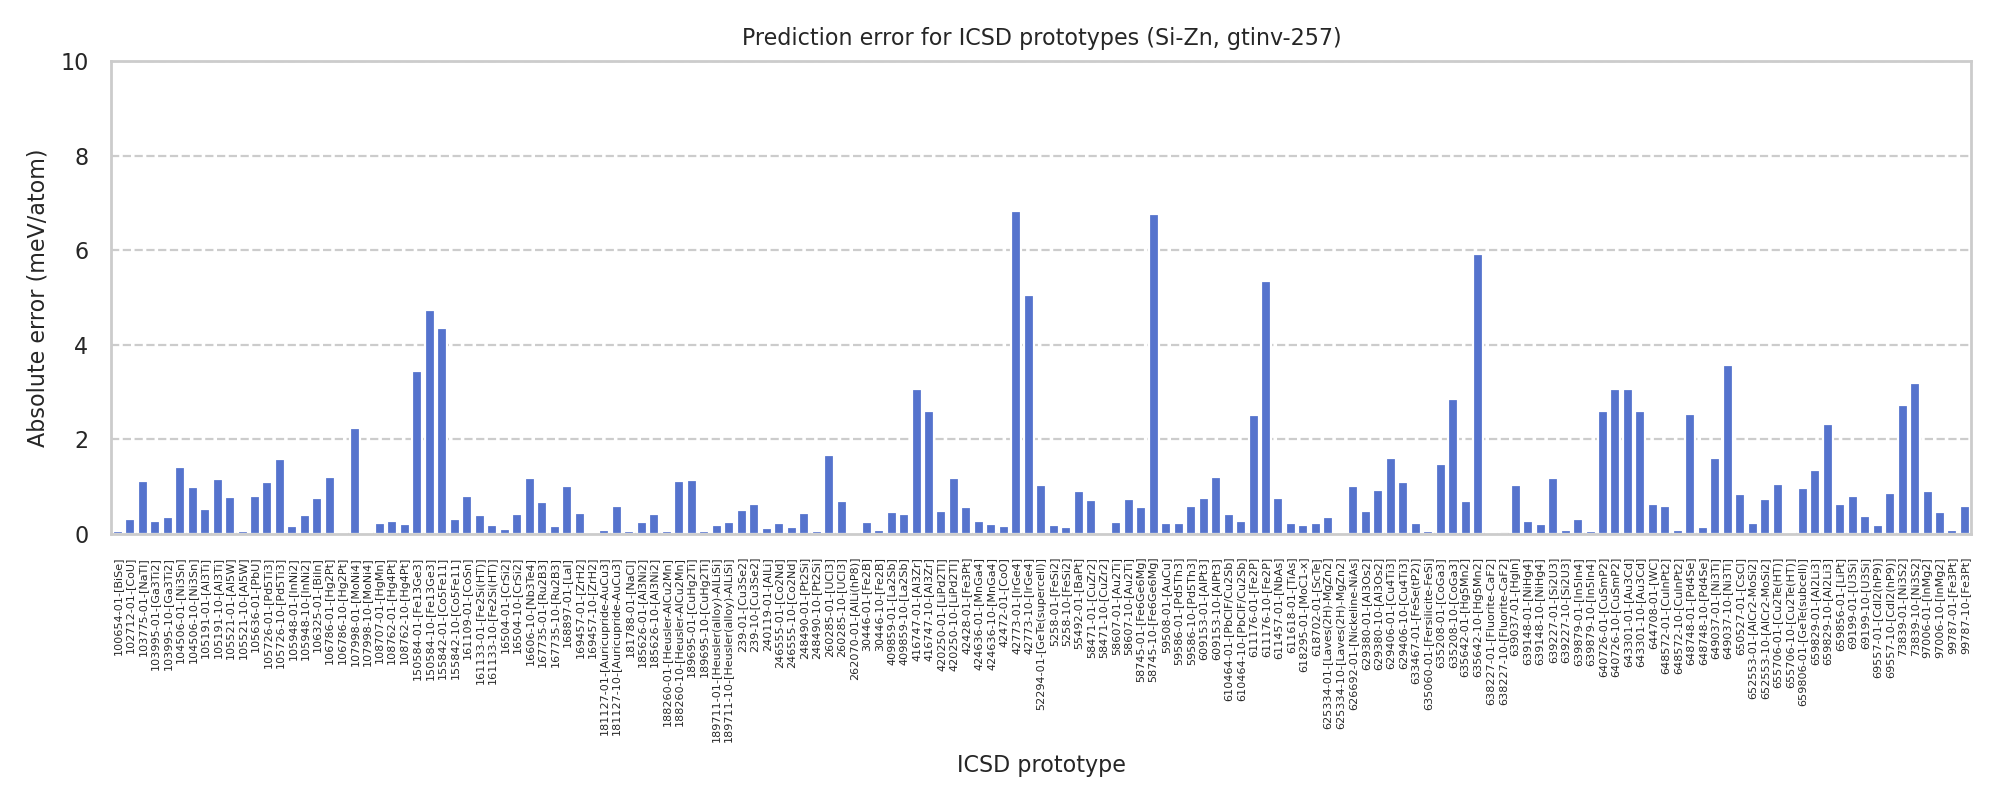 Prediction error for ICSD prototypes (Si-Zn, gtinv-257)
Absolute error (meV/atom)
10
8
6
4
2
0
100654-01-[BiSe]
102712-01-[CoU]
103775-01-[NaTl]
103995-01-[Ga3Ti2]
103995-10-[Ga3Ti2]
104506-01-[Ni3Sn]
104506-10-[Ni3Sn]
105191-01-[Al3Ti]
105191-10-[Al3Ti]
105521-01-[Al5W]
105521-10-[Al5W]
105636-01-[PbU]
105726-01-[Pd5Ti3]
105726-10-[Pd5Ti3]
105948-01-[InNi2]
105948-10-[InNi2]
106325-01-[BiIn]
106786-01-[Hg2Pt]
106786-10-[Hg2Pt]
107998-01-[MoNi4]
107998-10-[MoNi4]
108707-01-[HgMn]
108762-01-[Hg4Pt]
108762-10-[Hg4Pt]
150584-01-[Fe13Ge3]
150584-10-[Fe13Ge3]
155842-01-[Co5Fe11]
155842-10-[Co5Fe11]
161109-01-[CoSn]
161133-01-[Fe2Si(HT)]
161133-10-[Fe2Si(HT)]
16504-01-[CrSi2]
16504-10-[CrSi2]
166006-10-[Nb3Te4]
167735-01-[Ru2B3]
167735-10-[Ru2B3]
168897-01-[LaI]
169457-01-[ZrH2]
169457-10-[ZrH2]
181127-01-[Auricupride-AuCu3]
181127-10-[Auricupride-AuCu3]
181788-01-[NaCl]
185626-01-[Al3Ni2]
185626-10-[Al3Ni2]
188260-01-[Heusler-AlCu2Mn]
188260-10-[Heusler-AlCu2Mn]
189695-01-[CuHg2Ti]
189695-10-[CuHg2Ti]
189711-01-[Heusler(alloy)-AlLiSi]
189711-10-[Heusler(alloy)-AlLiSi]
239-01-[Cu3Se2]
239-10-[Cu3Se2]
240119-01-[AlLi]
246555-01-[Co2Nd]
246555-10-[Co2Nd]
248490-01-[Pt2Si]
248490-10-[Pt2Si]
260285-01-[UCl3]
260285-10-[UCl3]
262070-01-[AlLi(hP8)]
30446-01-[Fe2B]
30446-10-[Fe2B]
409859-01-[La2Sb]
409859-10-[La2Sb]
416747-01-[Al3Zr]
416747-10-[Al3Zr]
420250-01-[LiPd2Tl]
420250-10-[LiPd2Tl]
42428-01-[FePt]
424636-01-[MnGa4]
424636-10-[MnGa4]
42472-01-[CoO]
42773-01-[IrGe4]
42773-10-[IrGe4]
52294-01-[GeTe(supercell)]
5258-01-[FeSi2]
5258-10-[FeSi2]
55492-01-[BaPt]
58471-01-[CuZr2]
58471-10-[CuZr2]
58607-01-[Au2Ti]
58607-10-[Au2Ti]
58745-01-[Fe6Ge6Mg]
58745-10-[Fe6Ge6Mg]
59508-01-[AuCu]
59586-01-[Pd5Th3]
59586-10-[Pd5Th3]
609153-01-[AlPt3]
609153-10-[AlPt3]
610464-01-[PbClF/Cu2Sb]
610464-10-[PbClF/Cu2Sb]
611176-01-[Fe2P]
611176-10-[Fe2P]
611457-01-[NbAs]
611618-01-[TiAs]
618295-01-[MoC1-x]
618702-01-[ScTe]
625334-01-[Laves(2H)-MgZn2]
625334-10-[Laves(2H)-MgZn2]
626692-01-[Nickeline-NiAs]
629380-01-[Al3Os2]
629380-10-[Al3Os2]
629406-01-[Cu4Ti3]
629406-10-[Cu4Ti3]
633467-01-[FeSe(tP2)]
635060-01-[Fersilicite-FeSi]
635208-01-[CoGa3]
635208-10-[CoGa3]
635642-01-[Hg5Mn2]
635642-10-[Hg5Mn2]
638227-01-[Fluorite-CaF2]
638227-10-[Fluorite-CaF2]
639037-01-[HgIn]
639148-01-[NiHg4]
639148-10-[NiHg4]
639227-01-[Si2U3]
639227-10-[Si2U3]
639879-01-[In5In4]
639879-10-[In5In4]
640726-01-[CuSmP2]
640726-10-[CuSmP2]
643301-01-[Au3Cd]
643301-10-[Au3Cd]
644708-01-[WC]
648572-01-[CuInPt2]
648572-10-[CuInPt2]
648748-01-[Pd4Se]
648748-10-[Pd4Se]
649037-01-[Ni3Ti]
649037-10-[Ni3Ti]
650527-01-[CsCl]
652553-01-[AlCr2-MoSi2]
652553-10-[AlCr2-MoSi2]
655706-01-[Cu2Te(HT)]
655706-10-[Cu2Te(HT)]
659806-01-[GeTe(subcell)]
659829-01-[Al2Li3]
659829-10-[Al2Li3]
659856-01-[LiPt]
69199-01-[U3Si]
69199-10-[U3Si]
69557-01-[CdI2(hP9)]
69557-10-[CdI2(hP9)]
73839-01-[Ni3S2]
73839-10-[Ni3S2]
97006-01-[InMg2]
97006-10-[InMg2]
99787-01-[Fe3Pt]
99787-10-[Fe3Pt]
ICSD prototype